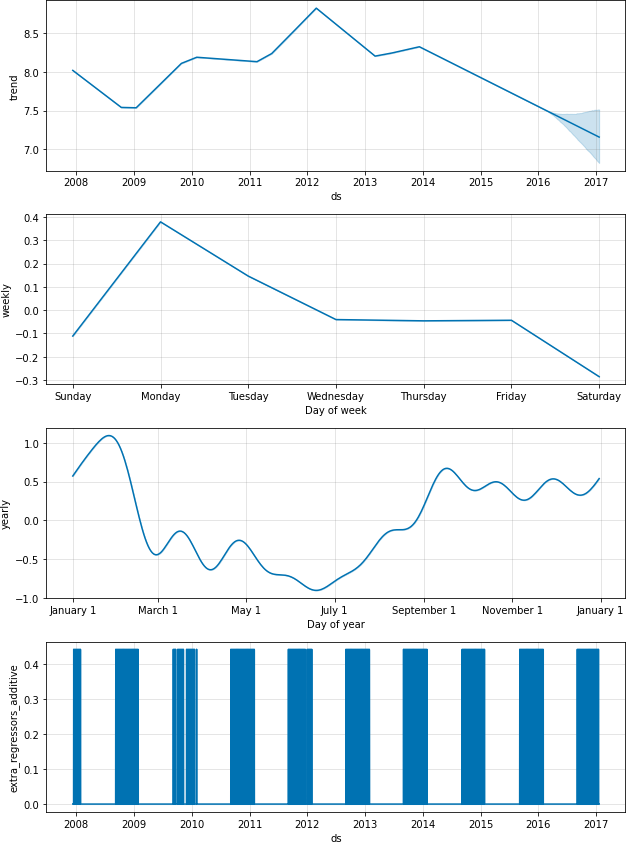 trend
8.5
8.0
7.5
7.0
2008 2009 2010 2011 2012 2013 2014 2015 2016 2017
ds
weekly
0.4
0.3
0.2
0.1
0.0
−0.1
−0.2
−0.3
Sunday Monday Tuesday Wednesday Thursday Friday Saturday
Day of week
yearly
1.0
0.5
0.0
−0.5
−1.0
January 1 March 1 May 1 July 1 September 1 November 1 January 1
Day of year
extra_regressors_additive
0.4
0.3
0.2
0.1
0.0
2008 2009 2010 2011 2012 2013 2014 2015 2016 2017
ds